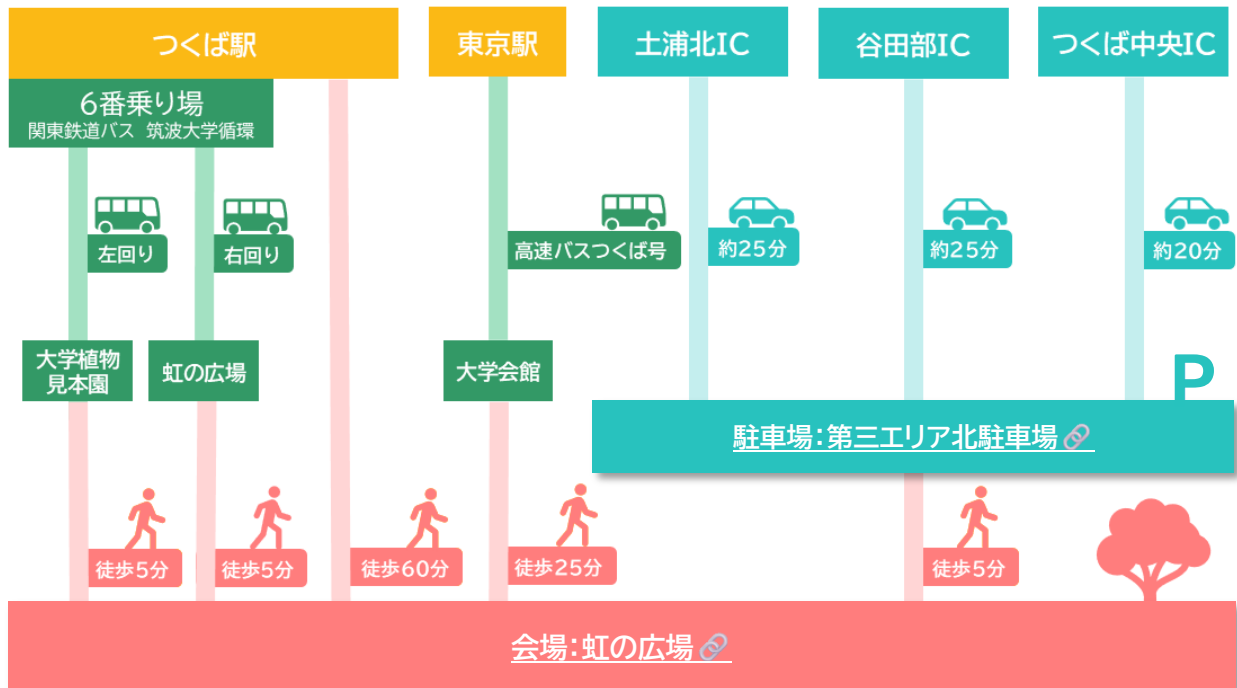 つくば駅
東京駅
土浦北IC
谷田部IC
つくば中央IC
6番乗り場
関東鉄道バス 筑波大学循環
左回り
右回り
高速バスつくば号
約25分
約25分
約20分
大学植物
見本園
虹の広場
大学会館
P
駐車場:第三エリア北駐車場
徒歩5分
徒歩5分
徒歩60分
徒歩25分
徒歩5分
会場:虹の広場